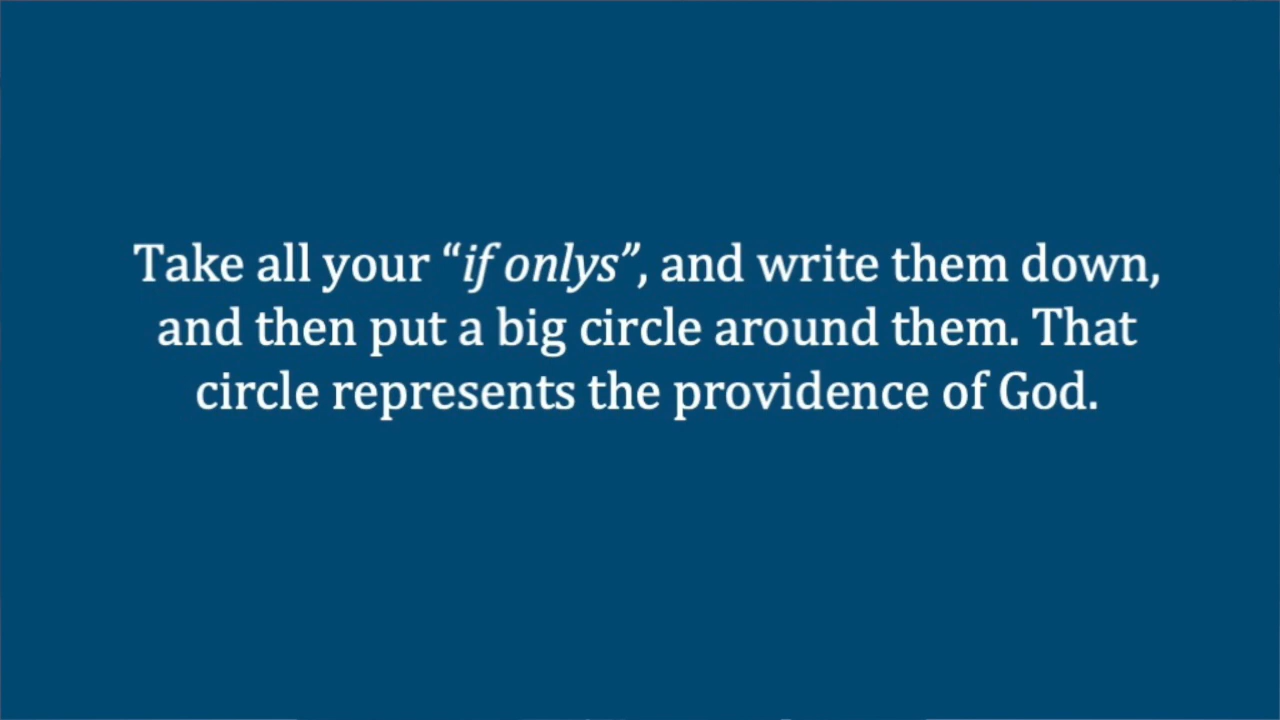 Take all your “if onlys”, and write them down,
and then put a big circle around them. That
circle represents the providence of God.